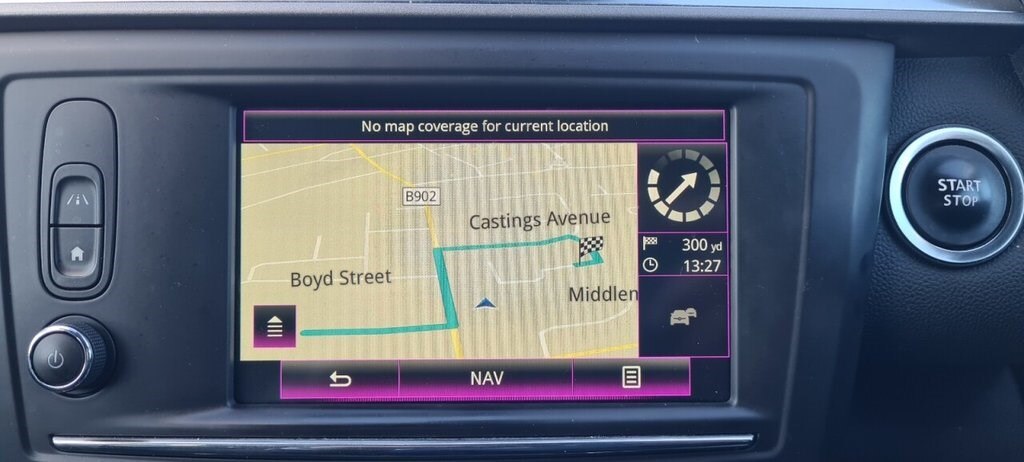 No map coverage for current location
B902
Castings Avenue
Boyd Street
Middlen
300 yd
13:27
NAV
START
STOP